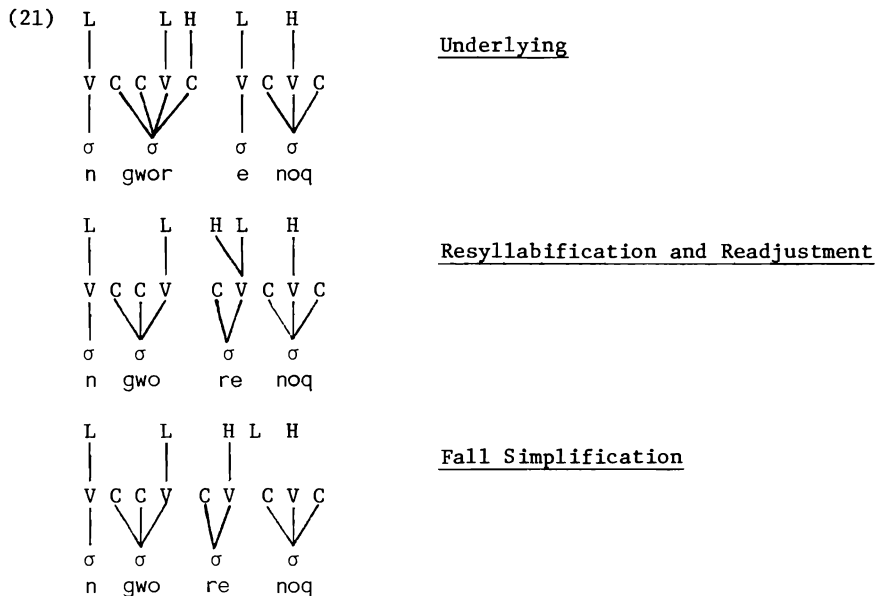 (21) L L H L H
Underlying
V C C V C V C V C
σ σ σ σ
n gwor e noq
L L H L H
Resyllabification and Readjustment
V C C V C V C V C
σ σ σ σ
n gwo re noq
L L H L H
Fall Simplification
V C C V C V C V C
σ σ σ σ
n gwo re noq